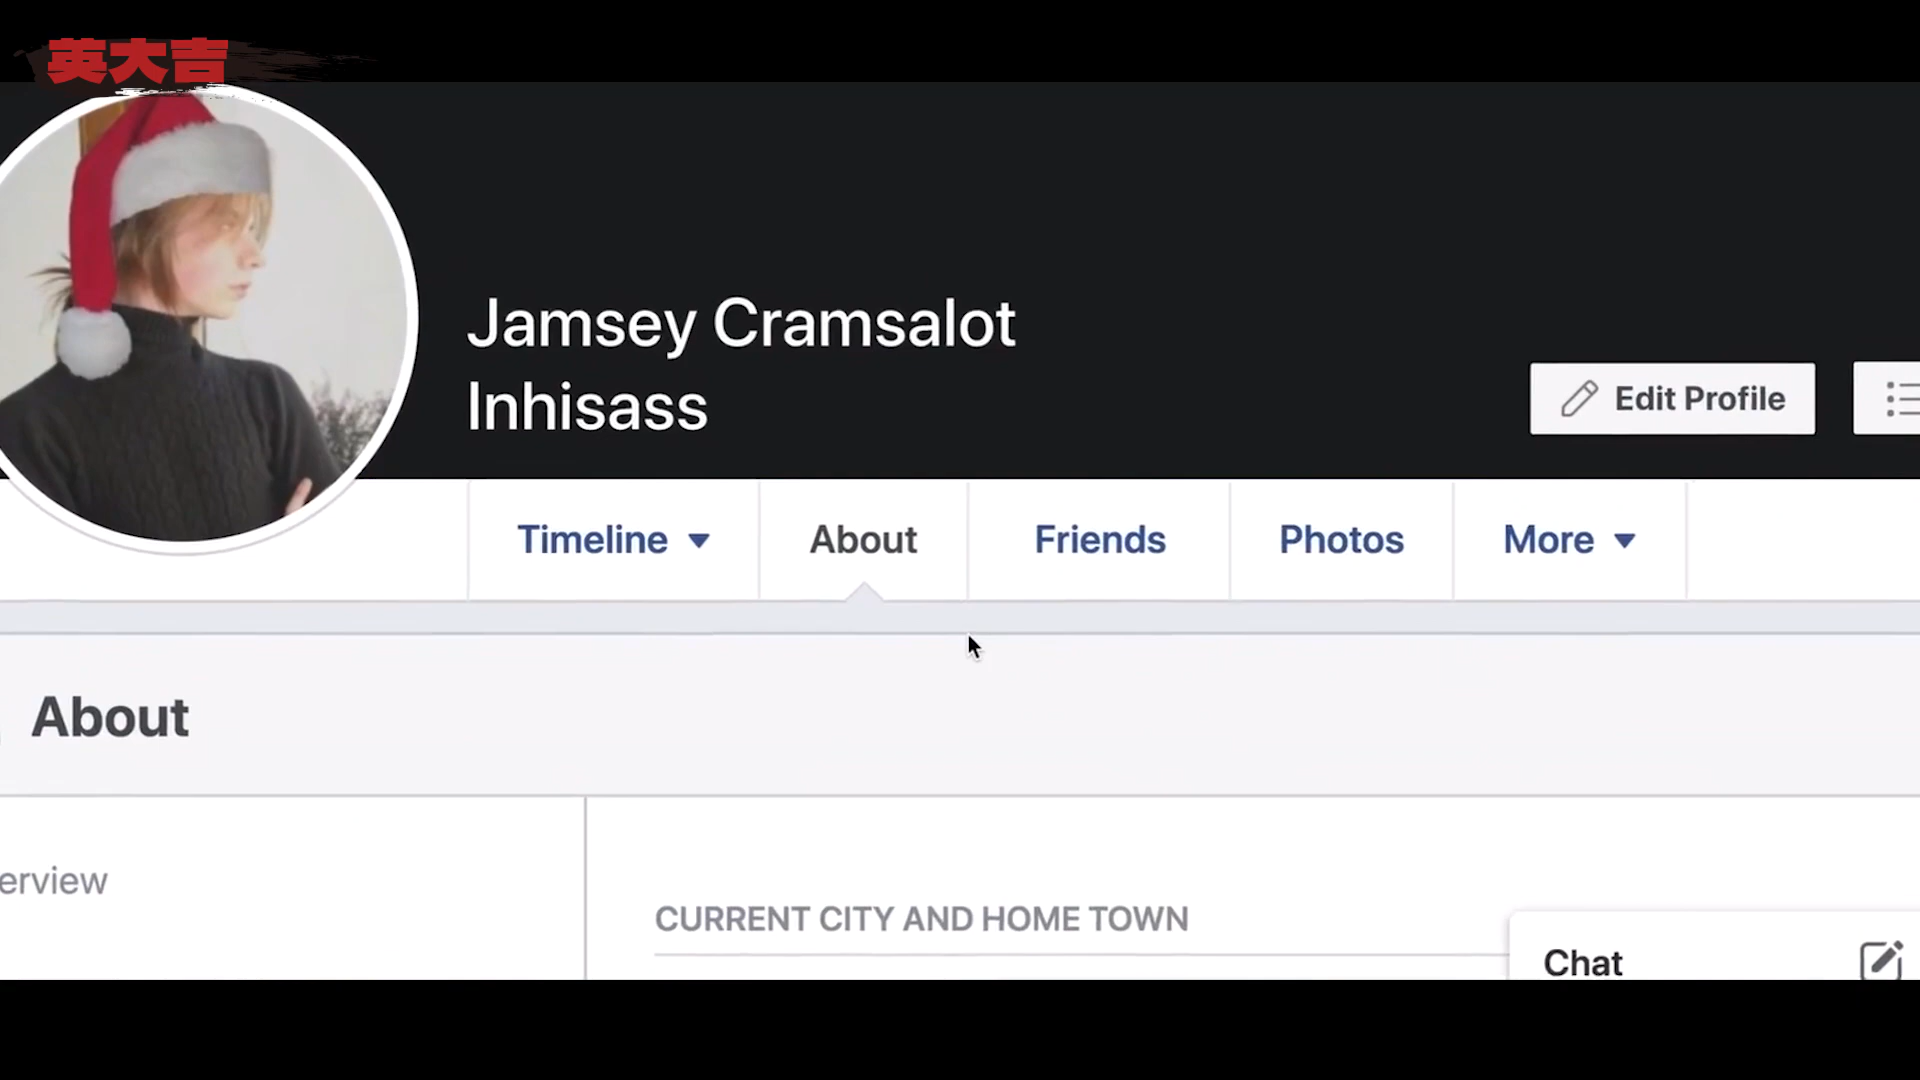 英大吉
Jamsey Cramsalot
Inhisass
Edit Profile
Timeline
About
Friends
Photos
More
About
erview
CURRENT CITY AND HOME TOWN
Chat